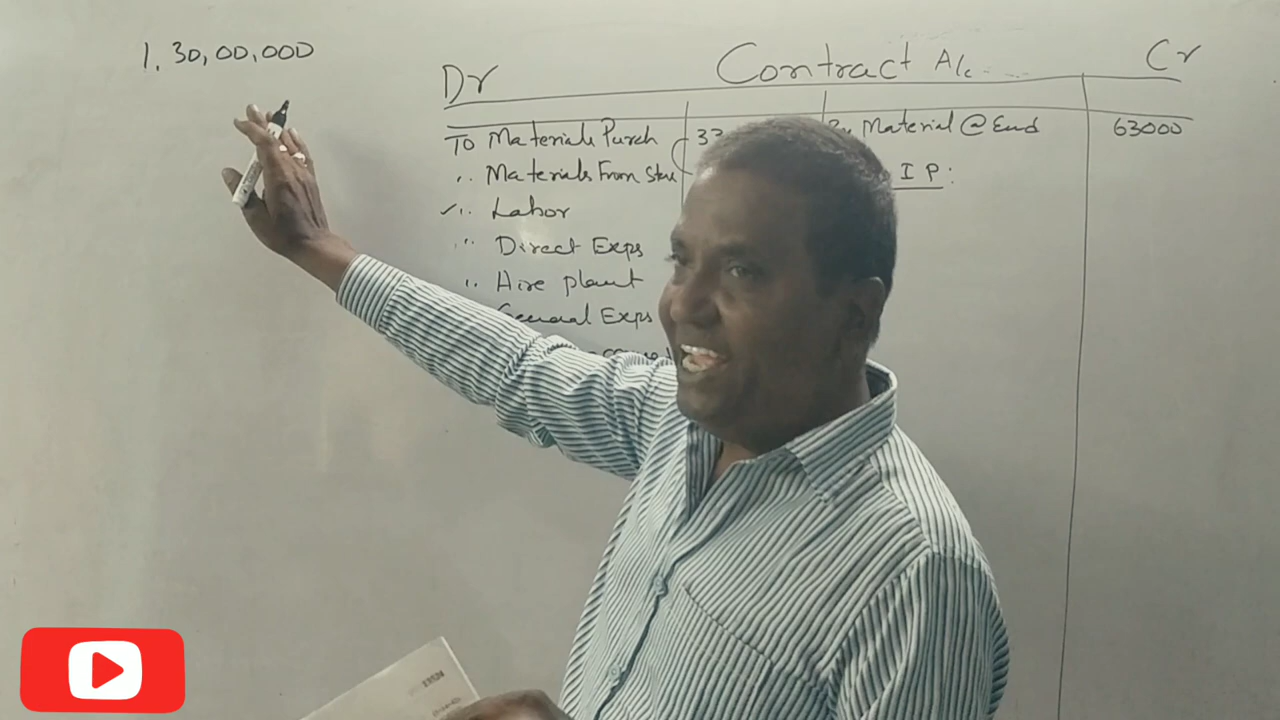 1,30,00,000
Dr Contract A/c Cr
To Materials Purch 33 Material @ End 63000
" Materials From Store I P:
✓" Labor
" Direct Exps
" Hire plant
General Exps